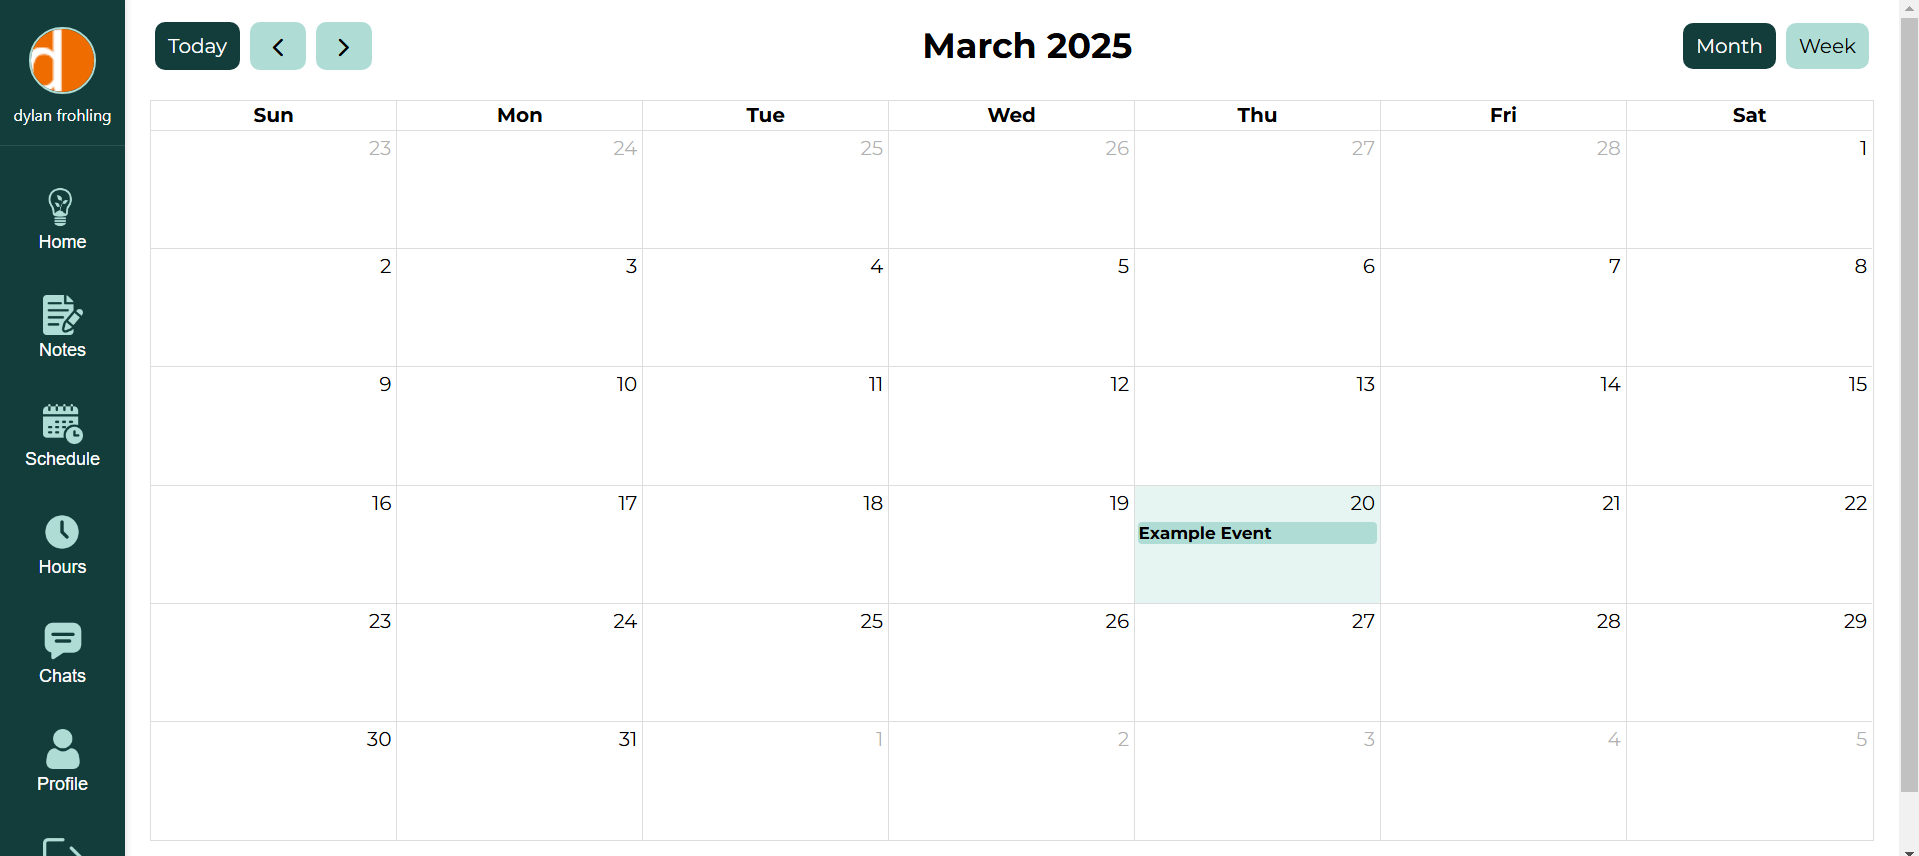 d
dylan frohling
Home
Notes
Schedule
Hours
Chats
Profile
Today
March 2025
Month Week
Sun Mon Tue Wed Thu Fri Sat
23 24 25 26 27 28 1
2 3 4 5 6 7 8
9 10 11 12 13 14 15
16 17 18 19 20 21 22
Example Event
23 24 25 26 27 28 29
30 31 1 2 3 4 5